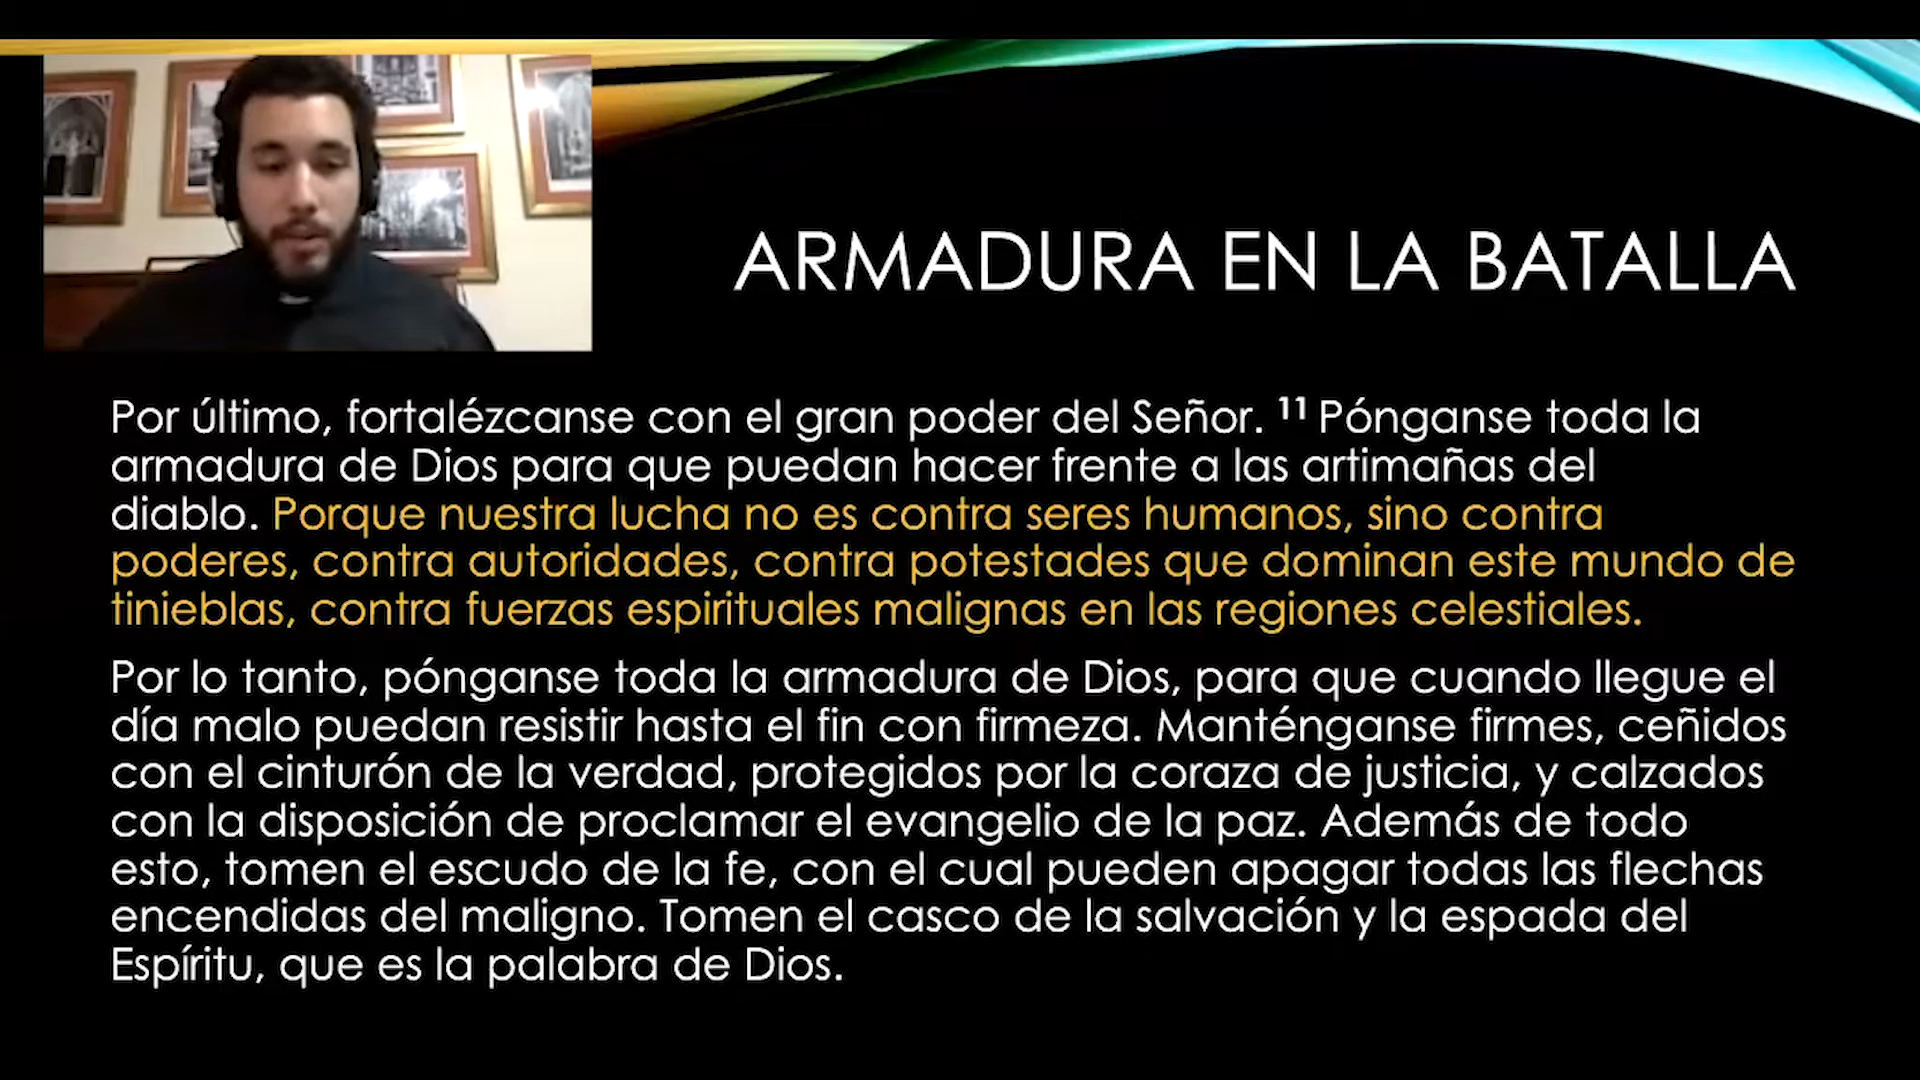 ARMADURA EN LA BATALLA
Por último, fortalézcanse con el gran poder del Señor. ¹¹ Pónganse toda la
armadura de Dios para que puedan hacer frente a las artimañas del
diablo. Porque nuestra lucha no es contra seres humanos, sino contra
poderes, contra autoridades, contra potestades que dominan este mundo de
tinieblas, contra fuerzas espirituales malignas en las regiones celestiales.
Por lo tanto, pónganse toda la armadura de Dios, para que cuando llegue el
día malo puedan resistir hasta el fin con firmeza. Manténganse firmes, ceñidos
con el cinturón de la verdad, protegidos por la coraza de justicia, y calzados
con la disposición de proclamar el evangelio de la paz. Además de todo
esto, tomen el escudo de la fe, con el cual pueden apagar todas las flechas
encendidas del maligno. Tomen el casco de la salvación y la espada del
Espíritu, que es la palabra de Dios.